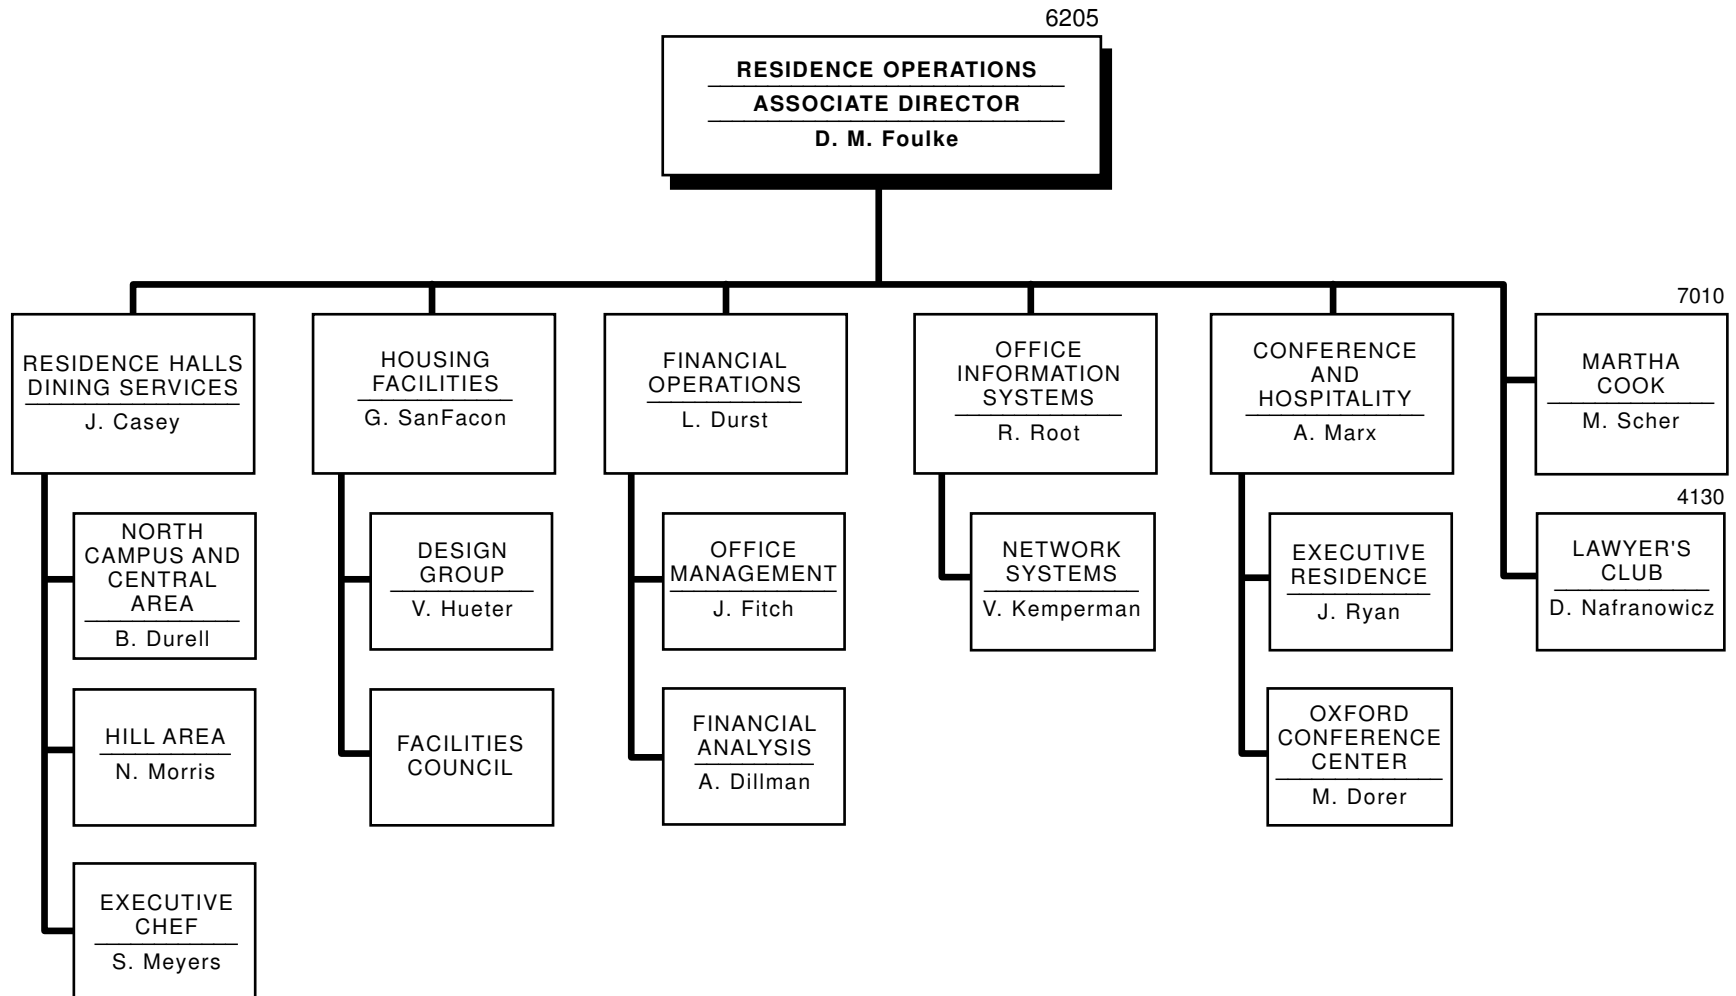 6205
RESIDENCE OPERATIONS
ASSOCIATE DIRECTOR
D. M. Foulke
RESIDENCE HALLS
DINING SERVICES
J. Casey
NORTH
CAMPUS AND
CENTRAL
AREA
B. Durell
HILL AREA
N. Morris
EXECUTIVE
CHEF
S. Meyers
HOUSING
FACILITIES
G. SanFacon
DESIGN
GROUP
V. Hueter
FACILITIES
COUNCIL
FINANCIAL
OPERATIONS
L. Durst
OFFICE
MANAGEMENT
J. Fitch
FINANCIAL
ANALYSIS
A. Dillman
OFFICE
INFORMATION
SYSTEMS
R. Root
NETWORK
SYSTEMS
V. Kemperman
CONFERENCE
AND
HOSPITALITY
A. Marx
EXECUTIVE
RESIDENCE
J. Ryan
OXFORD
CONFERENCE
CENTER
M. Dorer
7010
MARTHA
COOK
M. Scher
4130
LAWYER'S
CLUB
D. Nafranowicz